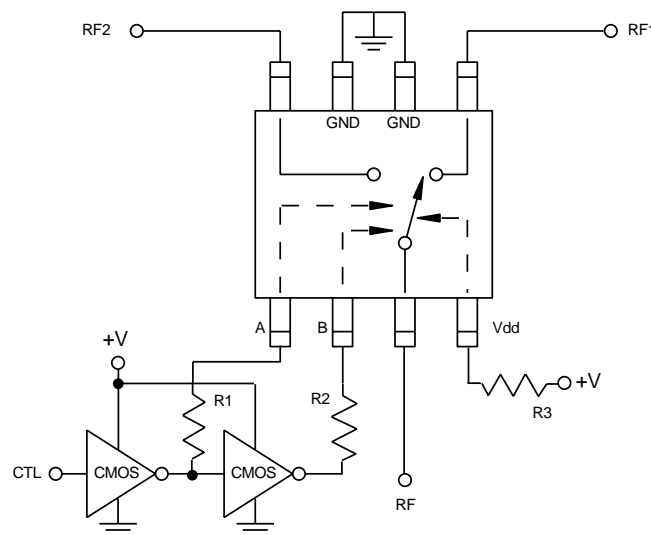 RF2
RF1
GND GND
A B Vdd
+V
R1 R2 +V
R3
CTL CMOS CMOS
RF